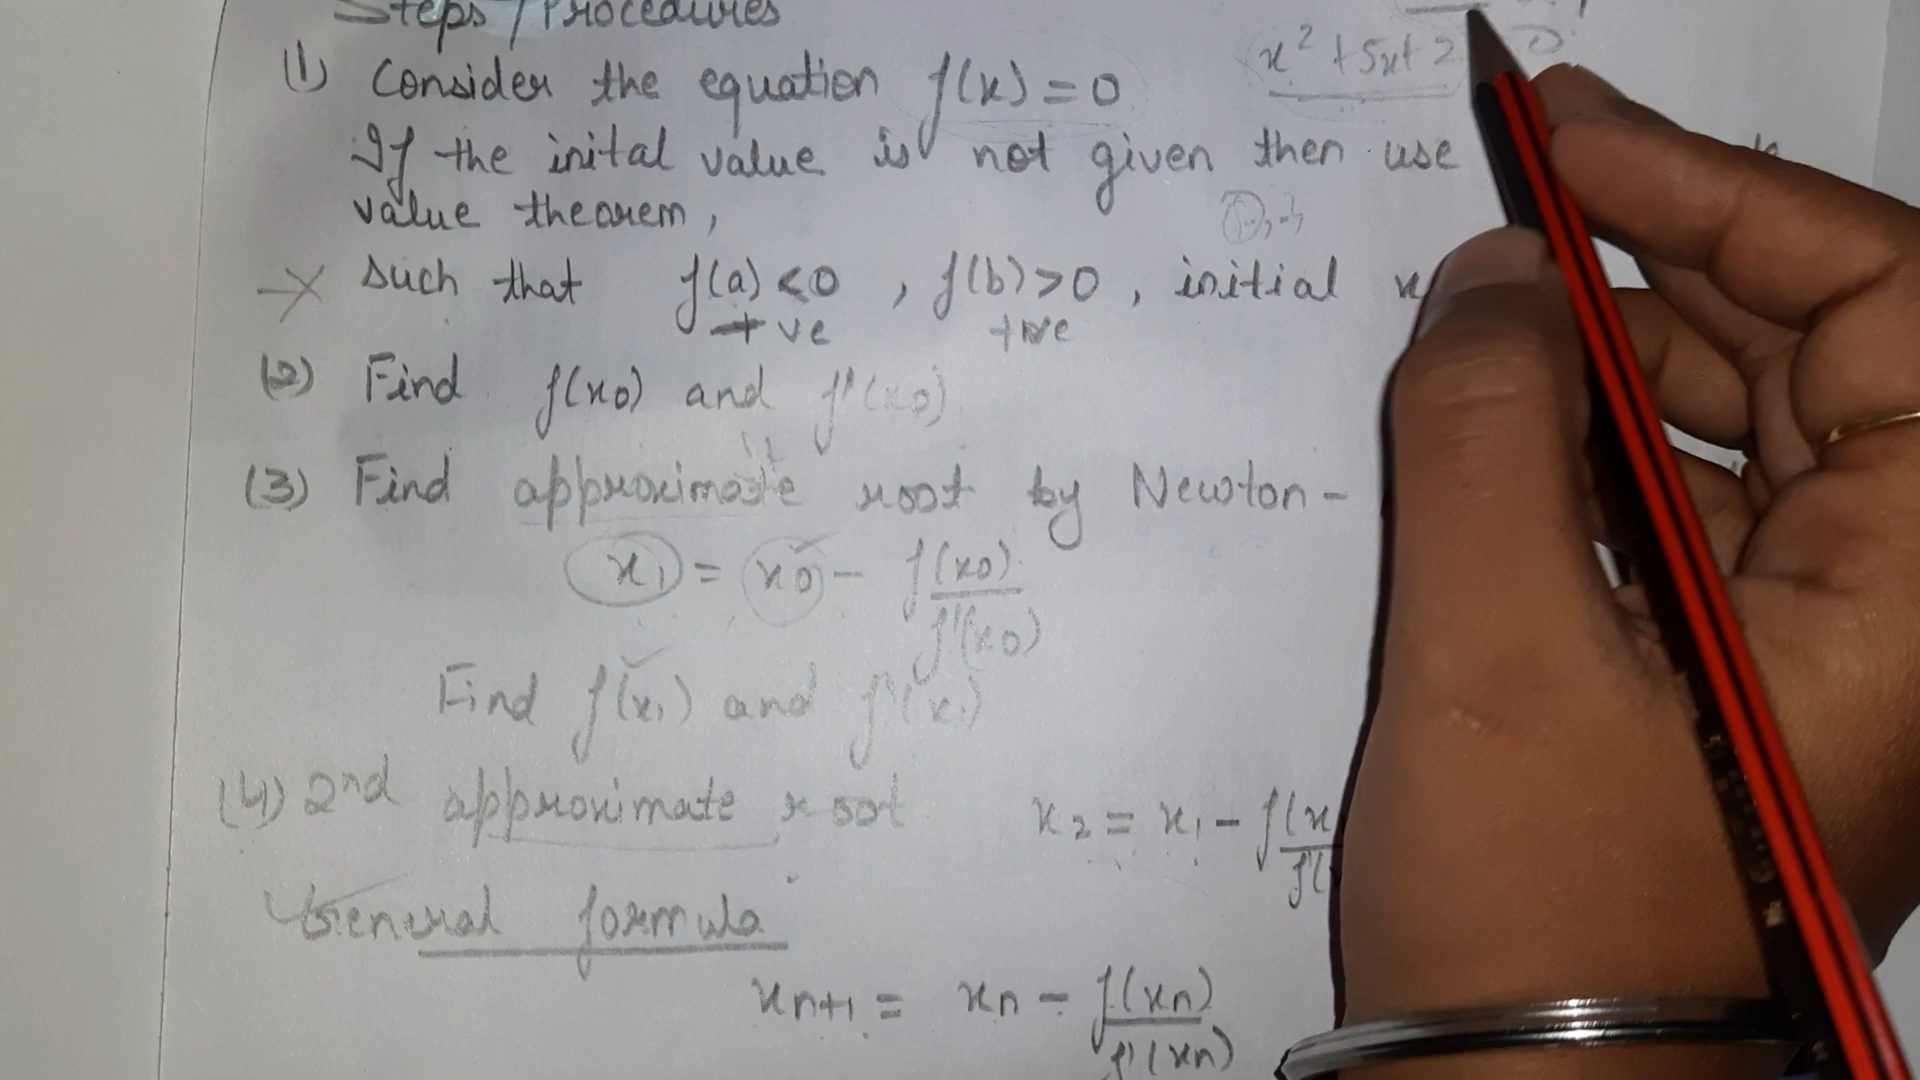 Steps / Procedures
x² + 5x + 2
(1) Consider the equation f(x) = 0
If the inital value is not given then use
value theorem,
Such that f(a) < 0 , f(b) > 0 , initial x
+ve +ve
(2) Find f(x0) and f'(x0)
(3) Find approximate root by Newton -
x1 = x0 - f(x0) / f'(x0)
Find f(x1) and f'(x1)
(4) 2nd approximate root x2 = x1 - f(x / f'(
General formula
xn+1 = xn - f(xn) / f'(xn)